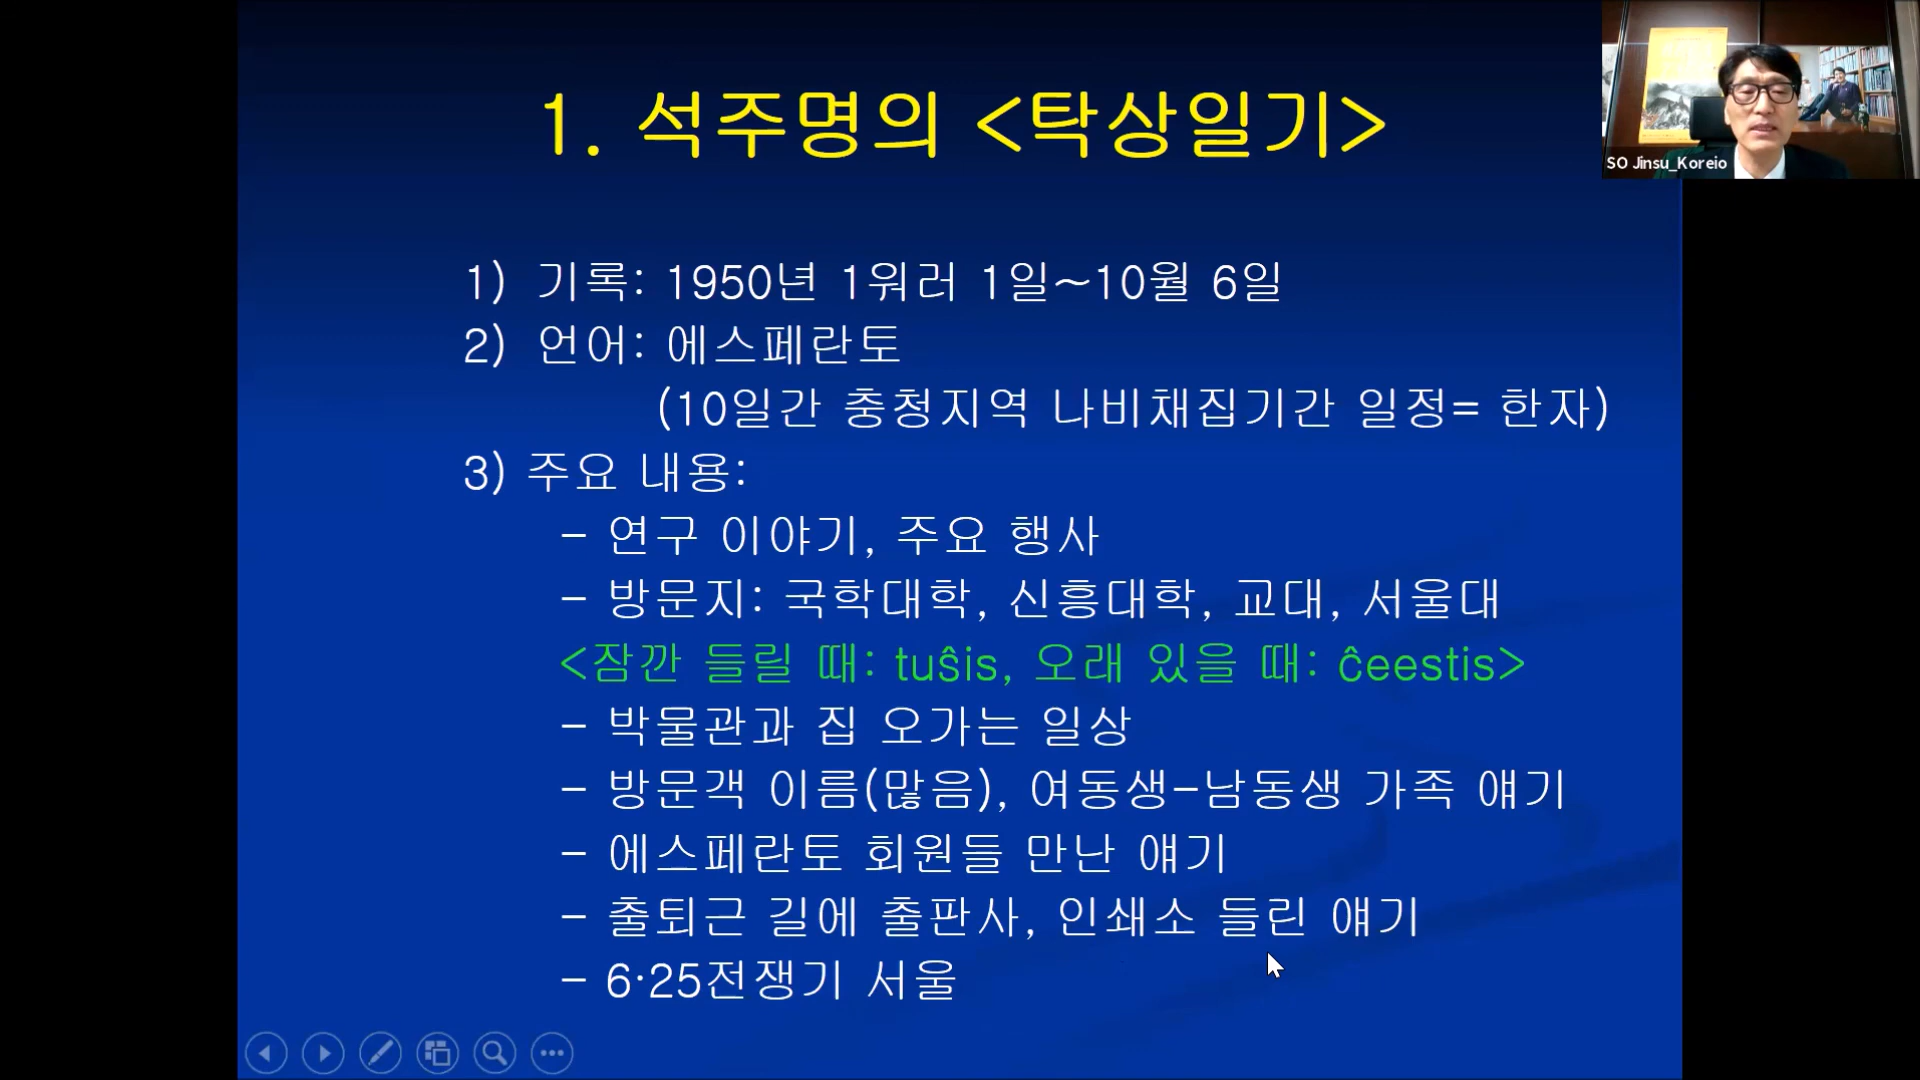 1. 석주명의 <탁상일기>
SO Jinsu_Koreio
1) 기록: 1950년 1워러 1일~10월 6일
2) 언어: 에스페란토
(10일간 충청지역 나비채집기간 일정= 한자)
3) 주요 내용:
- 연구 이야기, 주요 행사
- 방문지: 국학대학, 신흥대학, 교대, 서울대
<잠깐 들릴 때: tuŝis, 오래 있을 때: ĉeestis>
- 박물관과 집 오가는 일상
- 방문객 이름(많음), 여동생-남동생 가족 얘기
- 에스페란토 회원들 만난 얘기
- 출퇴근 길에 출판사, 인쇄소 들린 얘기
- 6·25전쟁기 서울